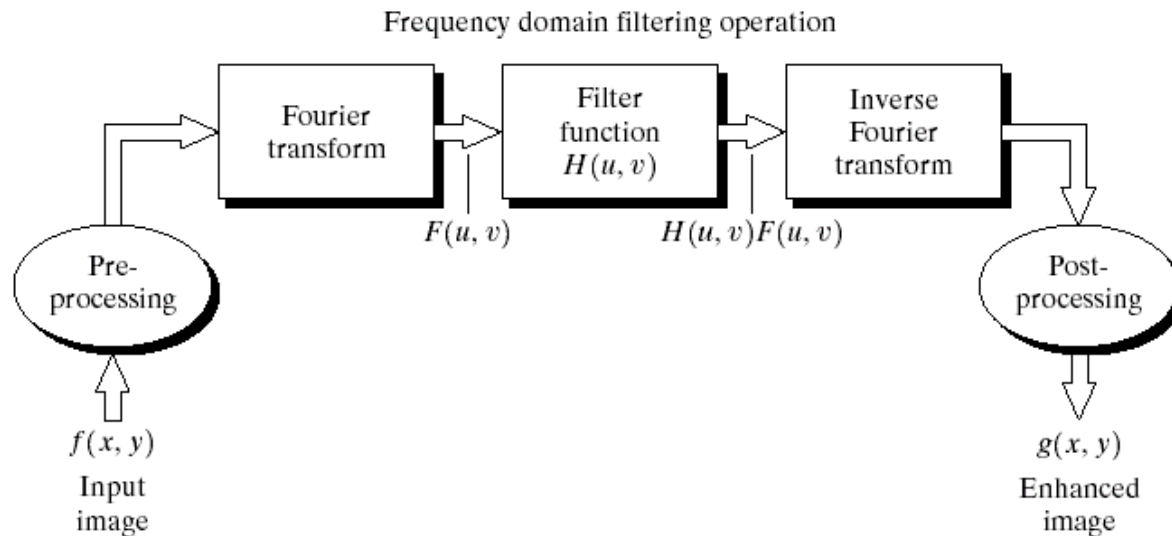 Frequency domain filtering operation
Fourier
transform
Filter
function
H(u, v)
Inverse
Fourier
transform
F(u, v)
H(u, v)F(u, v)
Pre-
processing
Post-
processing
f(x, y)
Input
image
g(x, y)
Enhanced
image